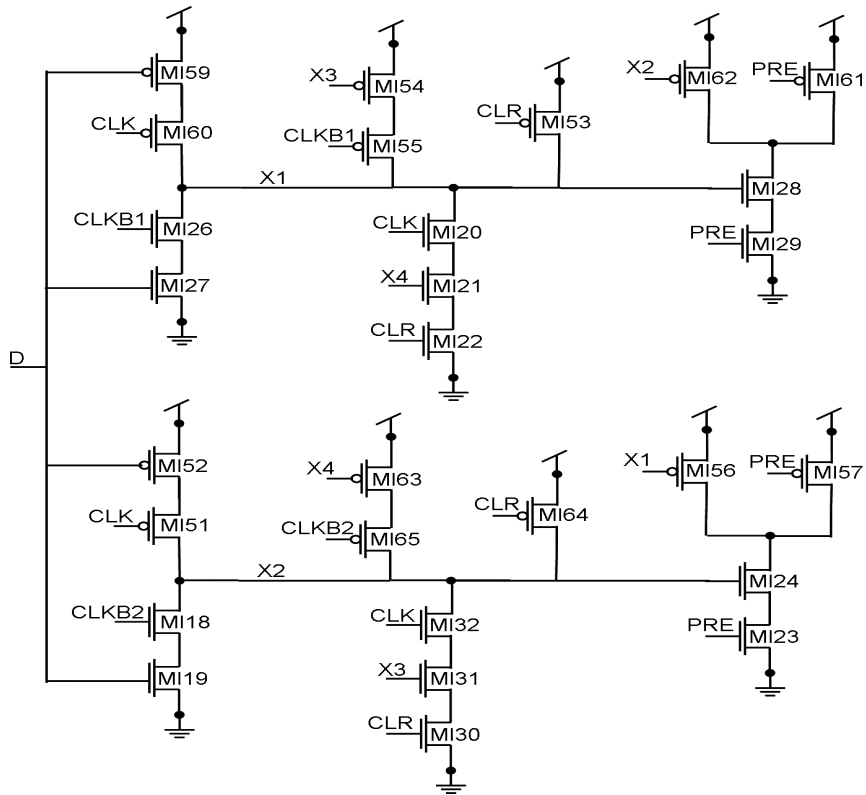 MI59
X3
MI54
X2
MI62
PRE
MI61
CLK
MI60
CLKB1
MI55
CLR
MI53
X1
MI28
CLKB1
MI26
CLK
MI20
PRE
MI29
MI27
X4
MI21
CLR
MI22
D
MI52
X4
MI63
X1
MI56
PRE
MI57
CLK
MI51
CLKB2
MI65
CLR
MI64
X2
MI24
CLKB2
MI18
CLK
MI32
PRE
MI23
MI19
X3
MI31
CLR
MI30